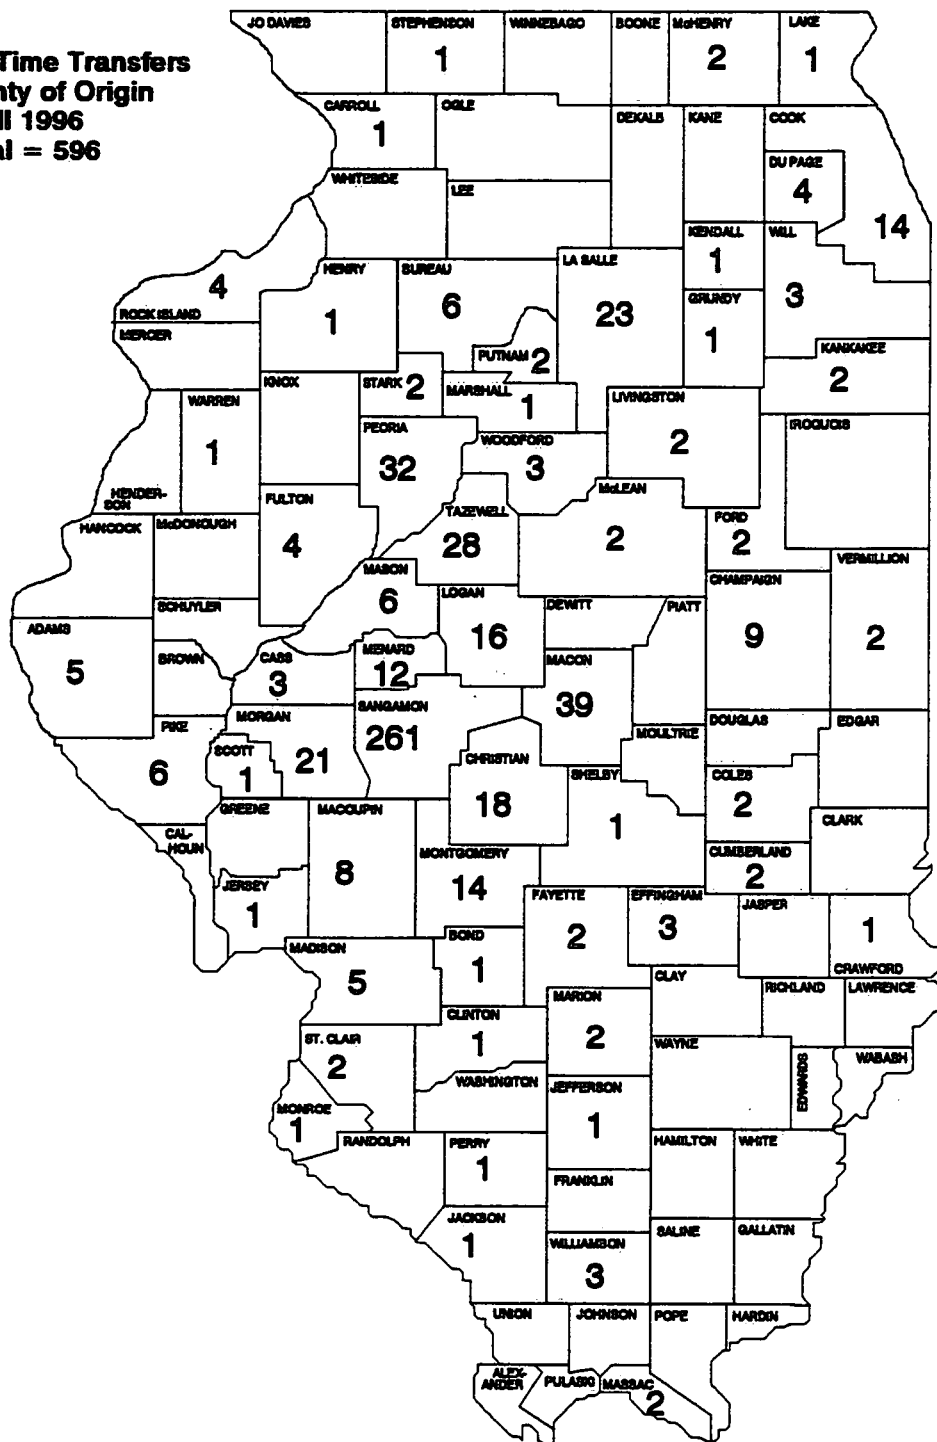 Time Transfers
nty of Origin
ll 1996
al = 596
JO DAVIES
STEPHENSON
1
WINNEBAGO
BOONE
McHENRY
2
LAKE
1
CARROLL
1
OGLE
DEKALB
KANE
COOK
14
DU PAGE
4
WHITESIDE
LEE
KENDALL
1
WILL
3
ROCK ISLAND
4
HENRY
1
BUREAU
6
LA SALLE
23
GRUNDY
1
MERCER
PUTNAM
2
KANKAKEE
2
KNOX
STARK
2
MARSHALL
1
LIVINGSTON
2
IROQUOIS
WARREN
1
PEORIA
32
WOODFORD
3
HENDER-
SON
FULTON
4
McLEAN
2
HANCOCK
McDONOUGH
TAZEWELL
28
FORD
2
VERMILLION
2
MASON
6
LOGAN
16
CHAMPAIGN
9
SCHUYLER
DEWITT
PIATT
ADAMS
5
BROWN
CASS
3
MENARD
12
MACON
39
PIKE
6
MORGAN
21
SANGAMON
261
DOUGLAS
EDGAR
SCOTT
1
CHRISTIAN
18
MOULTRIE
SHELBY
1
COLES
2
GREENE
MACOUPIN
8
CLARK
CAL-
HOUN
MONTGOMERY
14
CUMBERLAND
2
JERSEY
1
FAYETTE
2
EFFINGHAM
3
JASPER
1
CRAWFORD
MADISON
5
BOND
1
CLAY
RICHLAND
LAWRENCE
MARION
2
CLINTON
1
ST. CLAIR
2
WAYNE
EDWARDS
WABASH
WASHINGTON
JEFFERSON
1
MONROE
1
RANDOLPH
PERRY
1
HAMILTON
WHITE
FRANKLIN
JACKSON
1
WILLIAMSON
3
SALINE
GALLATIN
UNION
JOHNSON
POPE
HARDIN
ALEX-
ANDER
PULASKI
MASSAC
2